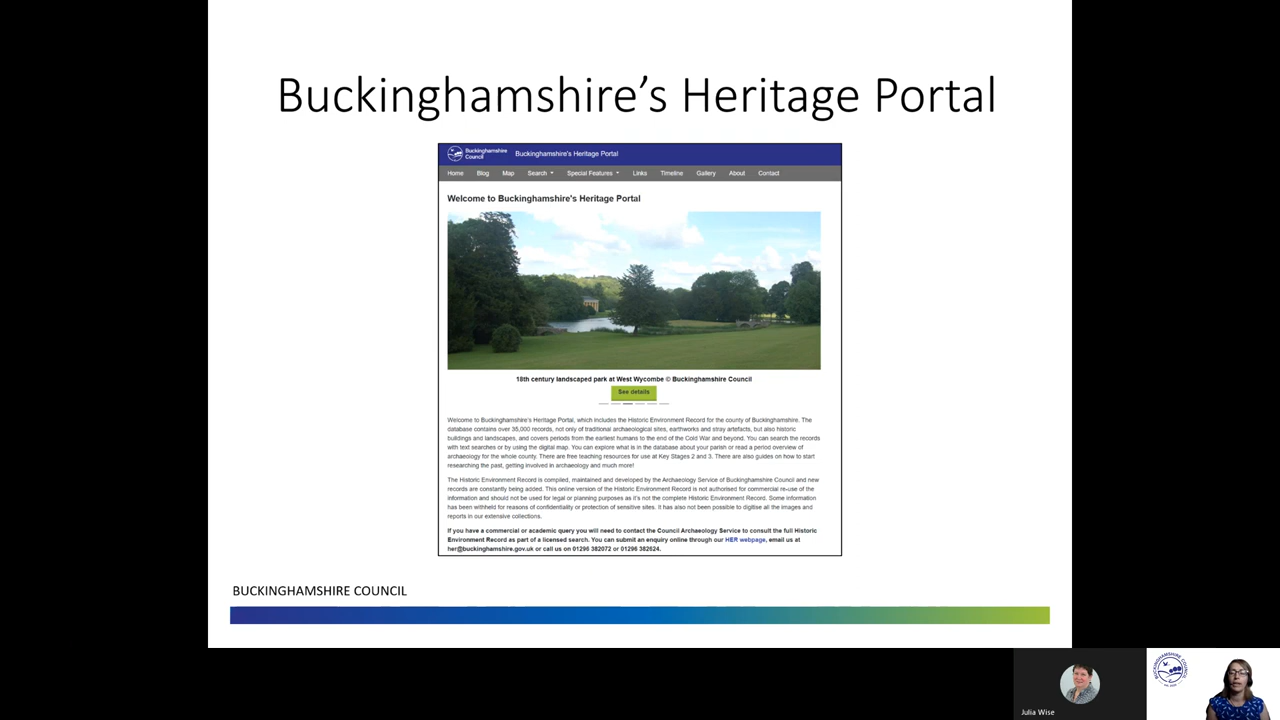 Buckinghamshire's Heritage Portal
Buckinghamshire
Council
Buckinghamshire's Heritage Portal
Home Blog Map Search Special Features Links Timeline Gallery About Contact
Welcome to Buckinghamshire's Heritage Portal
18th century landscaped park at West Wycombe © Buckinghamshire Council
See details
Welcome to Buckinghamshire's Heritage Portal, which includes the Historic Environment Record for the county of Buckinghamshire. The
database contains over 35,000 records, not only of traditional archaeological sites, earthworks and stray artefacts, but also historic
buildings and landscapes, and covers periods from the earliest humans to the end of the Cold War and beyond. You can search the records
with text searches or by using the digital map. You can explore what is in the database about your parish or read a period overview of
archaeology for the whole county. There are free teaching resources for use at Key Stages 2 and 3. There are also guides on how to start
researching the past, getting involved in archaeology and much more!
The Historic Environment Record is compiled, maintained and developed by the Archaeology Service of Buckinghamshire Council and new
records are constantly being added. This online version of the Historic Environment Record is not authorised for commercial re-use of the
information and should not be used for legal or planning purposes as it's not the complete Historic Environment Record. Some information
has been withheld for reasons of confidentiality or protection of sensitive sites. It has also not been possible to digitise all the images and
reports in our extensive collections.
If you have a commercial or academic query you will need to contact the Council Archaeology Service to consult the full Historic
Environment Record as part of a licensed search. You can submit an enquiry online through our HER webpage, email us at
her@buckinghamshire.gov.uk or call us on 01296 382072 or 01296 382624.
BUCKINGHAMSHIRE COUNCIL
BUCKINGHAMSHIRE COUNCIL
Julia Wise